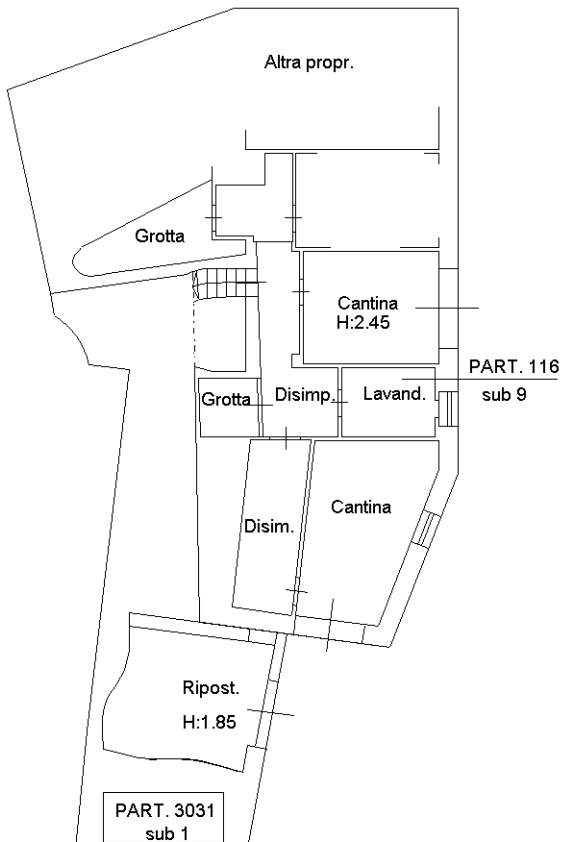 Altra propr.
Grotta
Cantina
H:2.45
PART. 116
sub 9
Grotta
Disimp.
Lavand.
Cantina
Disim.
Ripost.
H:1.85
PART. 3031
sub 1